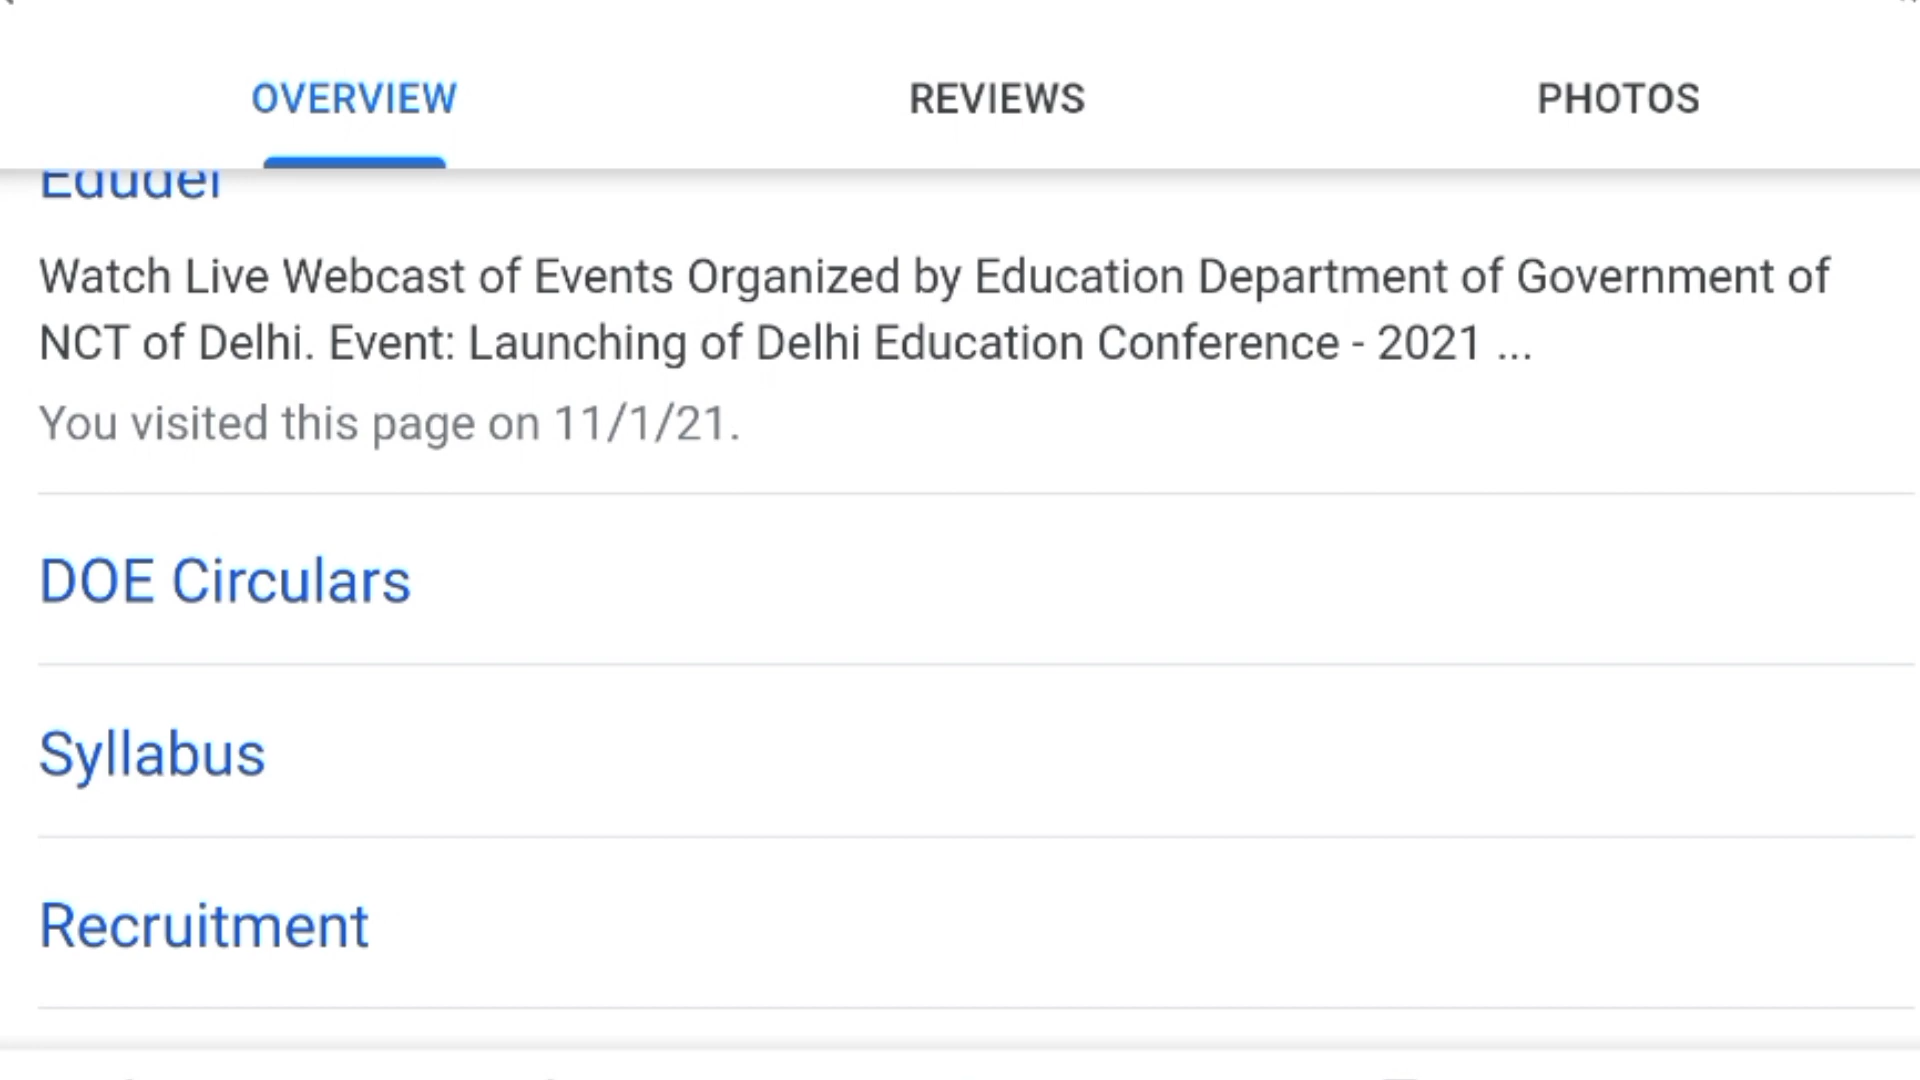 OVERVIEW REVIEWS PHOTOS
Edudel
Watch Live Webcast of Events Organized by Education Department of Government of
NCT of Delhi. Event: Launching of Delhi Education Conference - 2021 ...
You visited this page on 11/1/21.
DOE Circulars
Syllabus
Recruitment